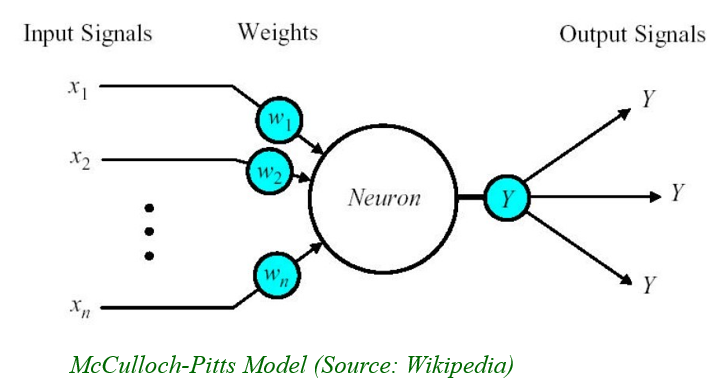 Input Signals Weights Output Signals
x1 w1 Y
x2 w2 Neuron Y Y
xn wn Y
McCulloch-Pitts Model (Source: Wikipedia)